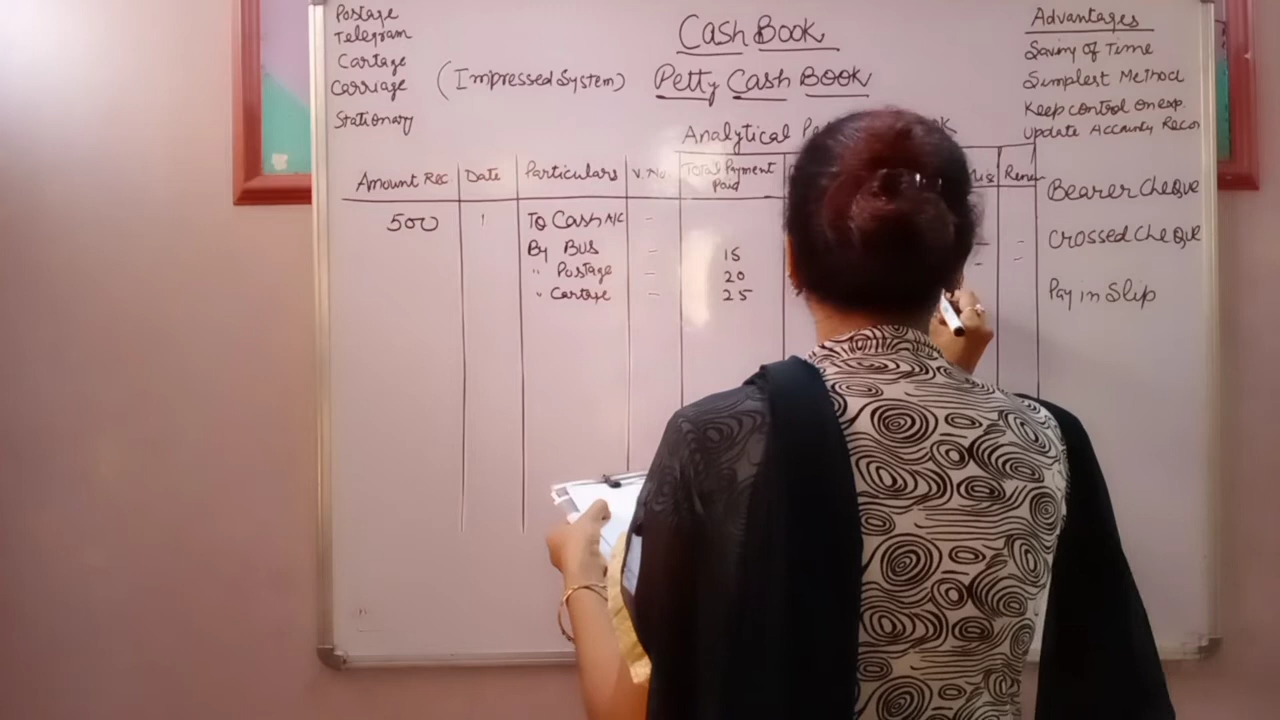 Postage
Telegram
Cartage
Carriage
Stationary
Cash Book
(Impressed System) Petty Cash Book
Analytical
Advantages
Saving of Time
Simplest Method
Keep control on exp.
Update Accounts
Amount Rec Date Particulars V. No. Total Payment Paid
500 1 To Cash A/C -
By Bus - 15
" Postage - 20
" Cartage - 25
Bearer Cheque
Crossed Cheque
Pay in Slip